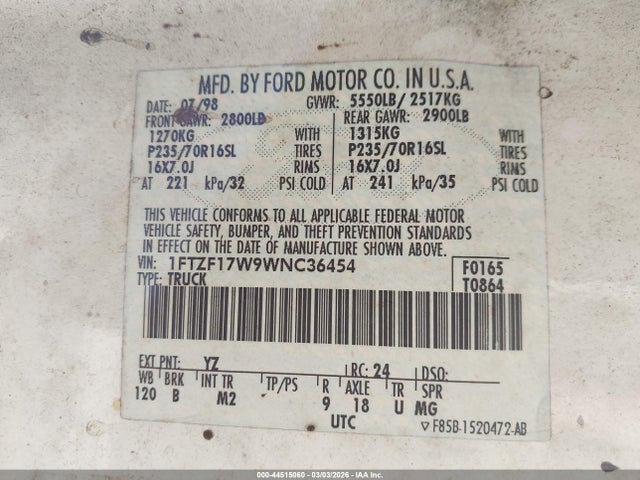 MFD. BY FORD MOTOR CO. IN U.S.A.
DATE: 07/98 GVWR: 5550LB/ 2517KG
FRONT GAWR: 2800LB REAR GAWR: 2900LB
1270KG WITH 1315KG WITH
P235/70R16SL TIRES P235/70R16SL TIRES
16X7.0J RIMS 16X7.0J RIMS
AT 221 kPa/32 PSI COLD AT 241 kPa/35 PSI COLD
THIS VEHICLE CONFORMS TO ALL APPLICABLE FEDERAL MOTOR
VEHICLE SAFETY, BUMPER, AND THEFT PREVENTION STANDARDS
IN EFFECT ON THE DATE OF MANUFACTURE SHOWN ABOVE.
VIN: 1FTZF17W9WNC36454 F0165
TYPE: TRUCK T0864
EXT PNT: YZ RC: 24 DSO:
WB BRK INT TR TP/PS R AXLE TR SPR
120 B M2 9 18 U MG
UTC ▽ F85B-1520472-AB
000-44515060 - 03/03/2026 - IAA Inc.